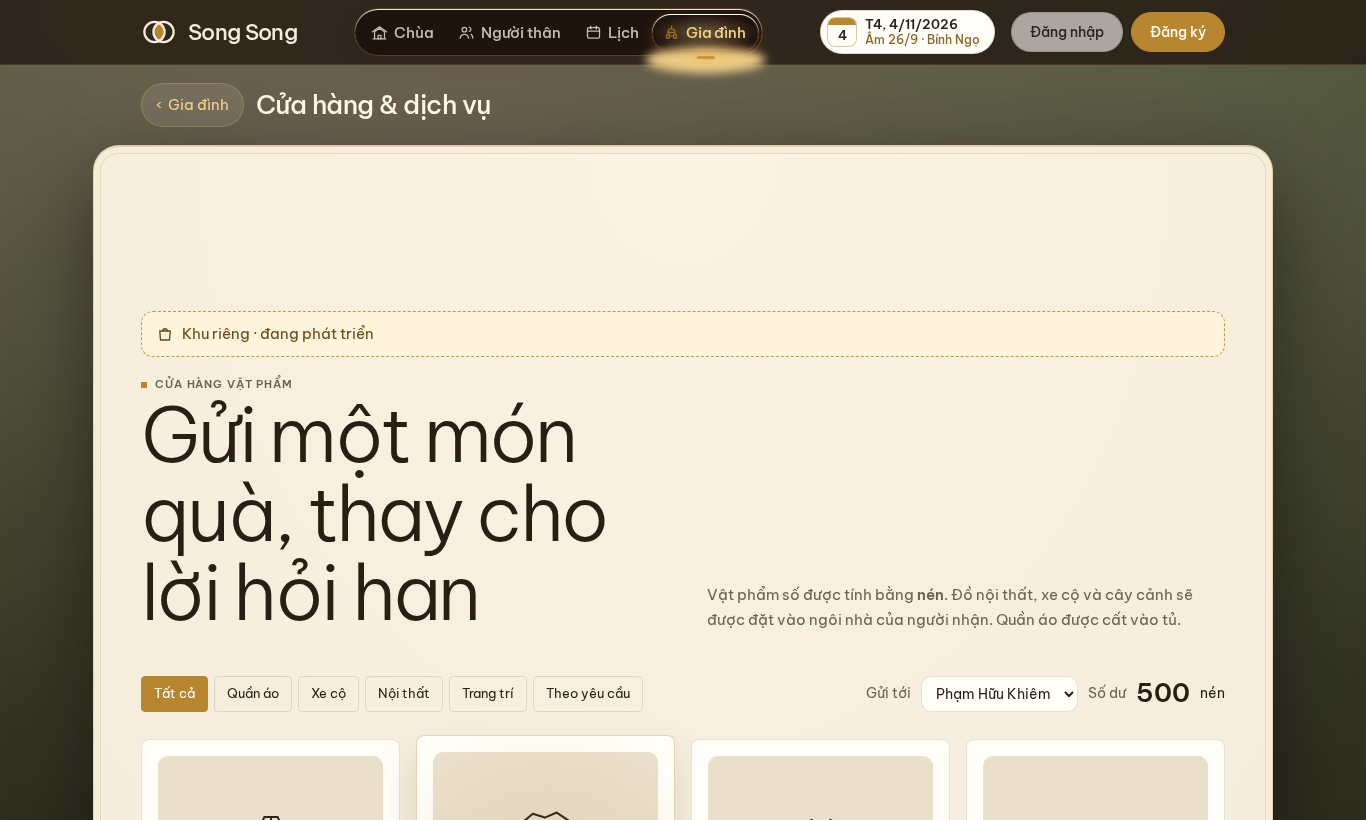 Song Song
Chùa
Người thân
Lịch
Gia đình
4
T4, 4/11/2026
Âm 26/9 · Bính Ngọ
Đăng nhập
Đăng ký
‹ Gia đình
Cửa hàng & dịch vụ
Khu riêng · đang phát triển
CỬA HÀNG VẬT PHẨM
Gửi một món
quà, thay cho
lời hỏi han
Vật phẩm số được tính bằng nén. Đồ nội thất, xe cộ và cây cảnh sẽ
được đặt vào ngôi nhà của người nhận. Quần áo được cất vào tủ.
Tất cả
Quần áo
Xe cộ
Nội thất
Trang trí
Theo yêu cầu
Gửi tới
Phạm Hữu Khiêm
Số dư
500
nén